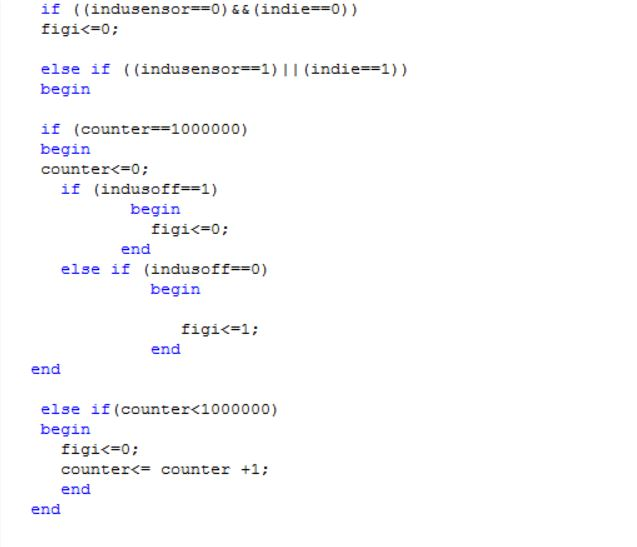 if ((indusensor==0)&&(indie==0))
figi<=0;
else if ((indusensor==1)||(indie==1))
begin
if (counter==1000000)
begin
counter<=0;
if (indusoff==1)
begin
figi<=0;
end
else if (indusoff==0)
begin
figi<=1;
end
end
else if(counter<1000000)
begin
figi<=0;
counter<= counter +1;
end
end